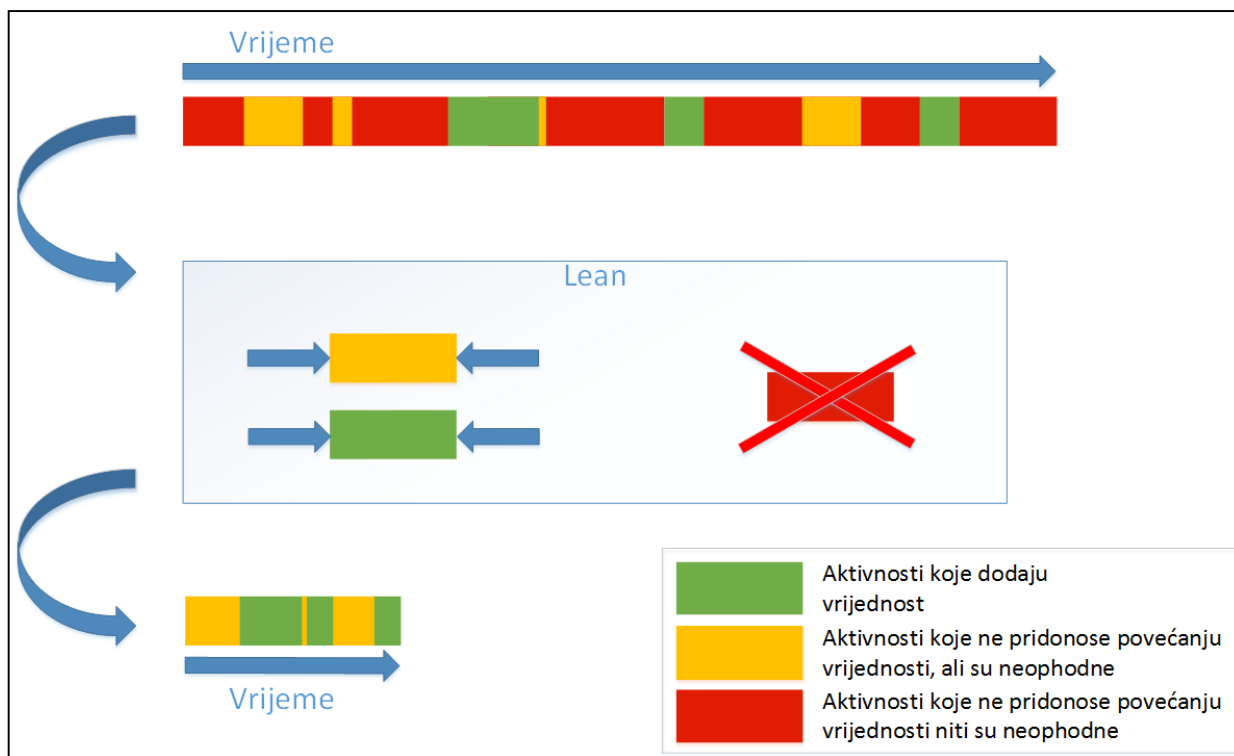 Vrijeme
Lean
Vrijeme
Aktivnosti koje dodaju
vrijednost
Aktivnosti koje ne pridonose povećanju
vrijednosti, ali su neophodne
Aktivnosti koje ne pridonose povećanju
vrijednosti niti su neophodne